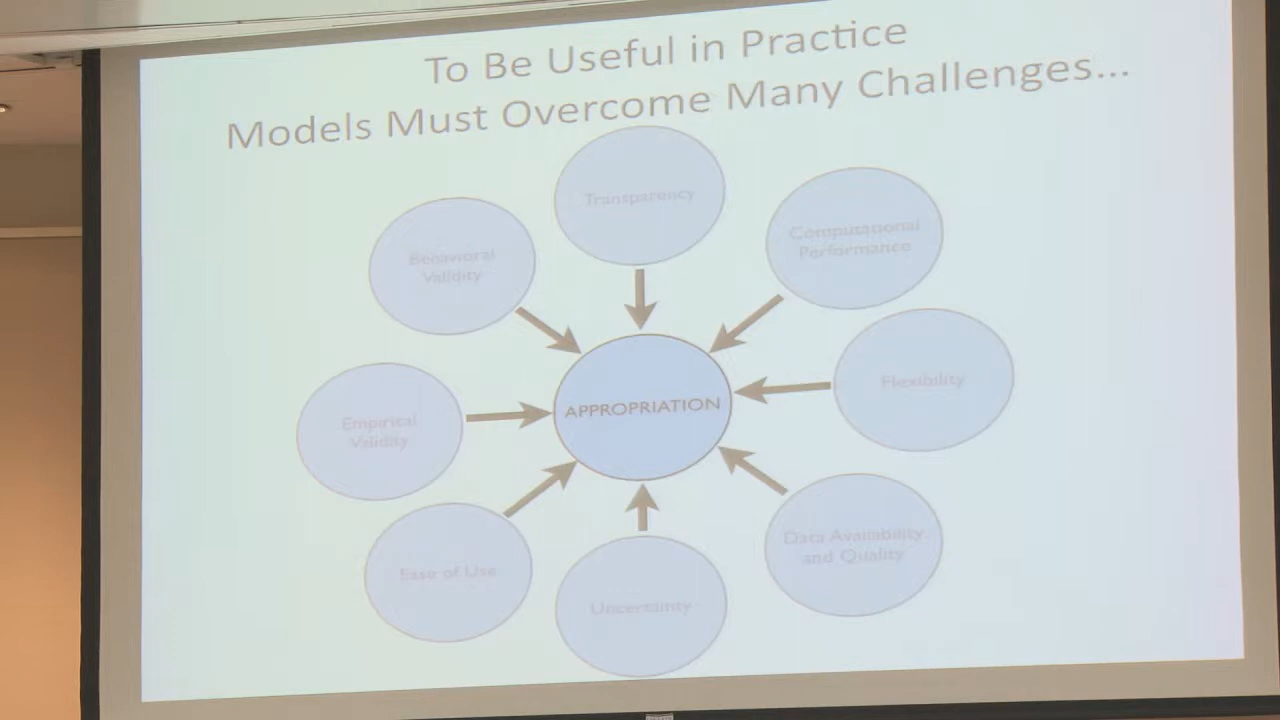 To Be Useful in Practice
Models Must Overcome Many Challenges...
Transparency
Computational
Performance
Behavioral
Validity
Flexibility
APPROPRIATION
Empirical
Validity
Data Availability
and Quality
Ease of Use
Uncertainty